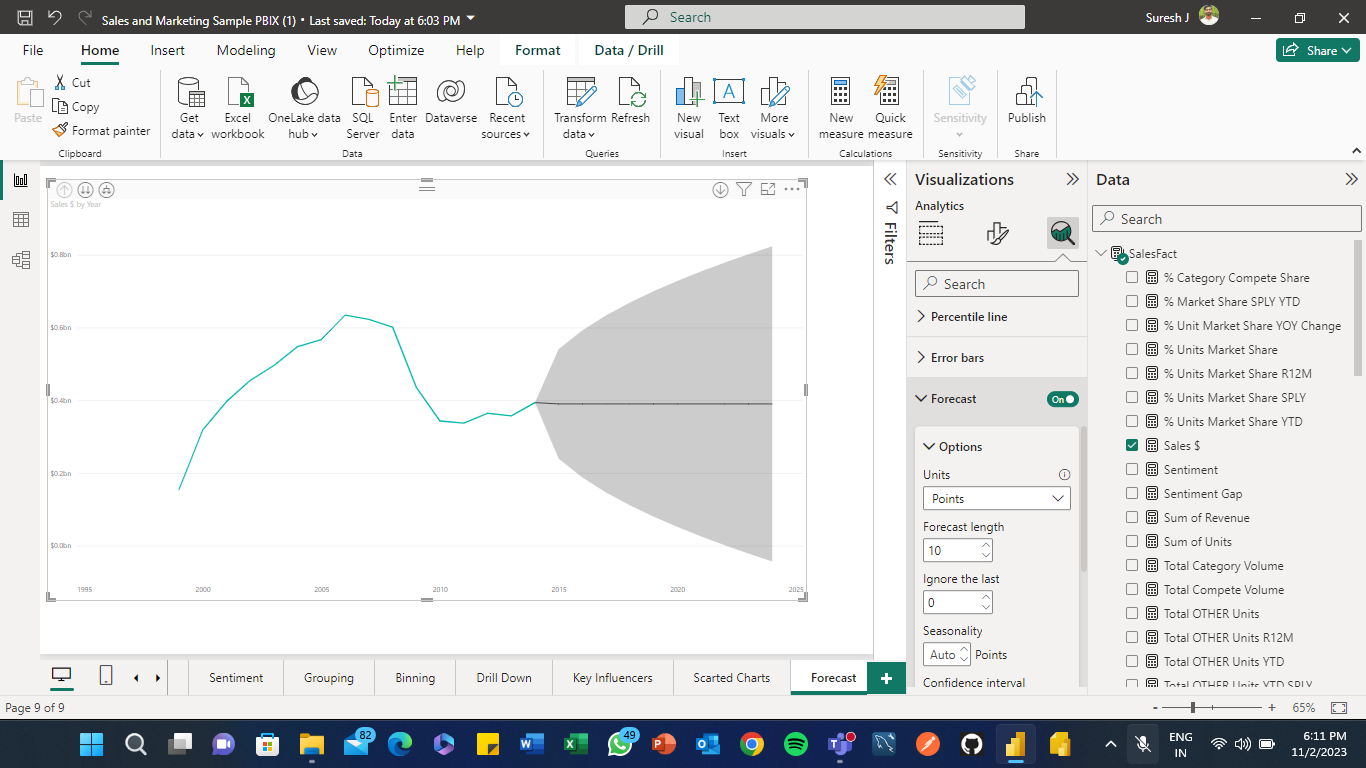 Sales and Marketing Sample PBIX (1) • Last saved: Today at 6:03 PM
Search
Suresh J
File Home Insert Modeling View Optimize Help Format Data / Drill
Share
Paste
Cut
Copy
Format painter
Clipboard
Get data
Excel workbook
OneLake data hub
SQL Server
Enter data
Dataverse
Recent sources
Data
Transform data
Refresh
Queries
New visual
Text box
More visuals
Insert
New measure
Quick measure
Calculations
Sensitivity
Sensitivity
Publish
Share
Sales $ by Year
$0.8bn
$0.6bn
$0.4bn
$0.2bn
$0.0bn
1995 2000 2005 2010 2015 2020 2025
Filters
Visualizations
Analytics
Search
Percentile line
Error bars
Forecast On
Options
Units
Points
Forecast length
10
Ignore the last
0
Seasonality
Auto Points
Confidence interval
Data
Search
SalesFact
% Category Compete Share
% Market Share SPLY YTD
% Unit Market Share YOY Change
% Units Market Share
% Units Market Share R12M
% Units Market Share SPLY
% Units Market Share YTD
Sales $
Sentiment
Sentiment Gap
Sum of Revenue
Sum of Units
Total Category Volume
Total Compete Volume
Total OTHER Units
Total OTHER Units R12M
Total OTHER Units YTD
Total OTHER Units YTD SPLY
Sentiment Grouping Binning Drill Down Key Influencers Scarted Charts Forecast
Page 9 of 9
65%
82
49
ENG
IN
6:11 PM
11/2/2023